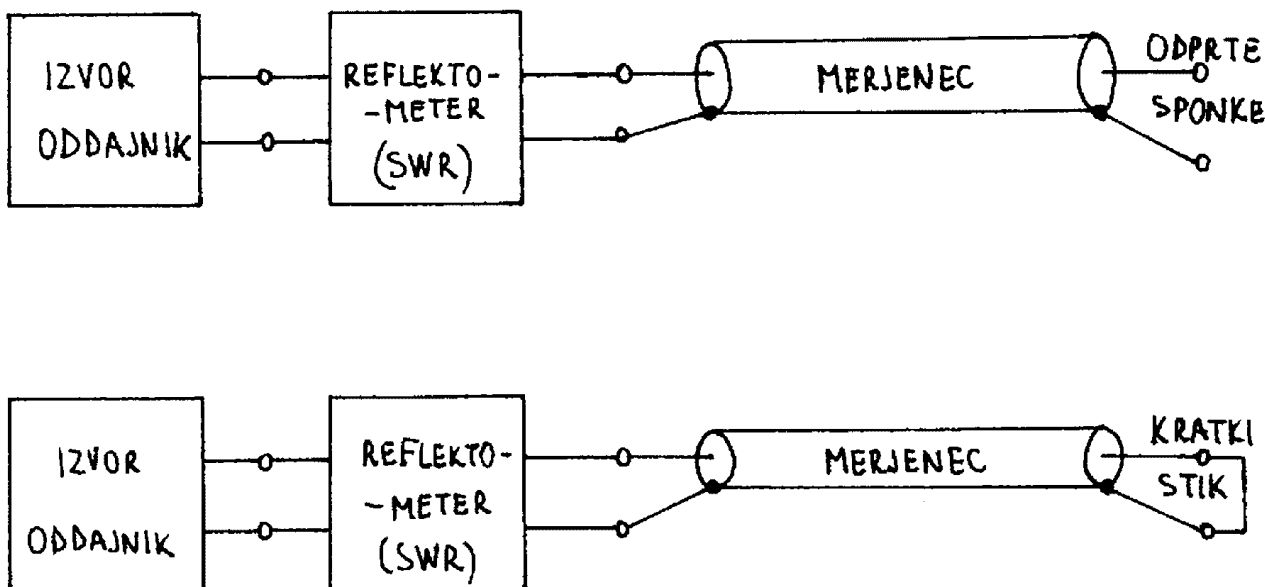 IZVOR
ODDAJNIK
REFLEKTO-
-METER
(SWR)
MERJENEC
ODPRTE
SPONKE
IZVOR
ODDAJNIK
REFLEKTO-
-METER
(SWR)
MERJENEC
KRATKI
STIK